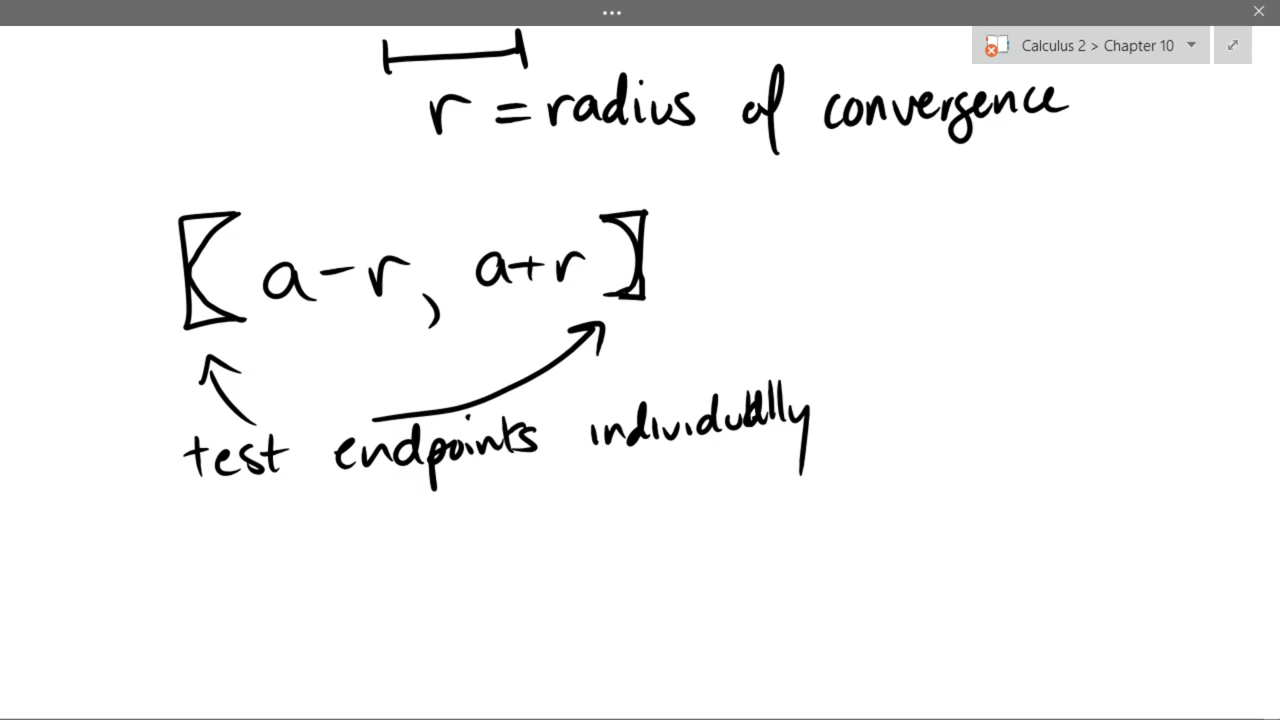 ...
Calculus 2 > Chapter 10
r = radius of convergence
[( a-r, a+r )]
test endpoints individually